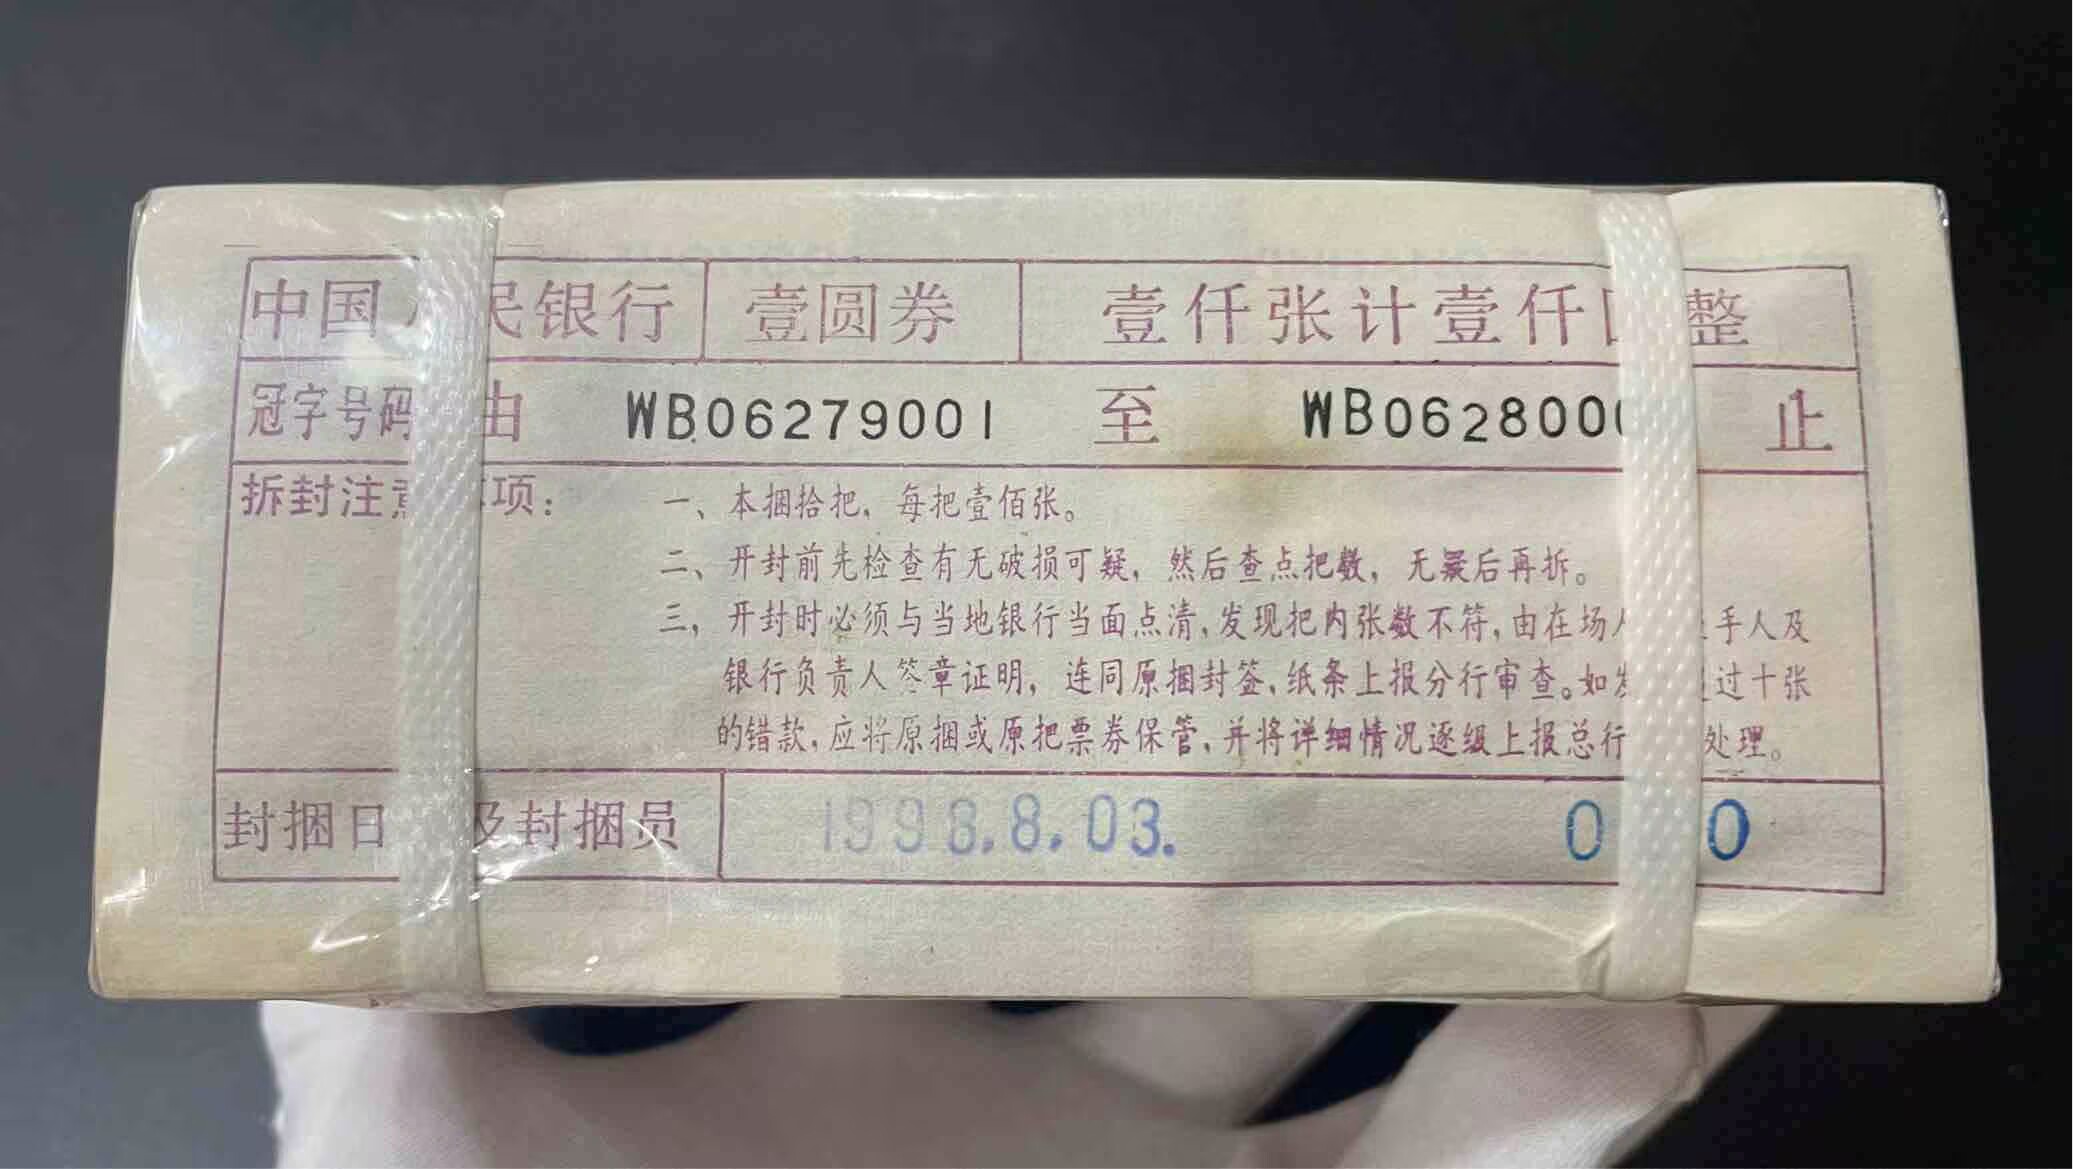 中国 民银行 壹圆券 壹仟张计壹仟 整
冠字号码 由 WB06279001 至 WB0628000 止
拆封注意 项： 一、本捆拾把，每把壹佰张。
二、开封前先检查有无破损可疑，然后查点把数，无疑后再拆。
三，开封时必须与当地银行当面点清，发现把内张数不符，由在场人 手人及
银行负责人签章证明，连同原捆封签，纸条上报分行审查。如发 过十张
的错款，应将原捆或原把票券保管，并将详细情况逐级上报总行 处理。
封捆日 及封捆员 1998.8.03. 0 0